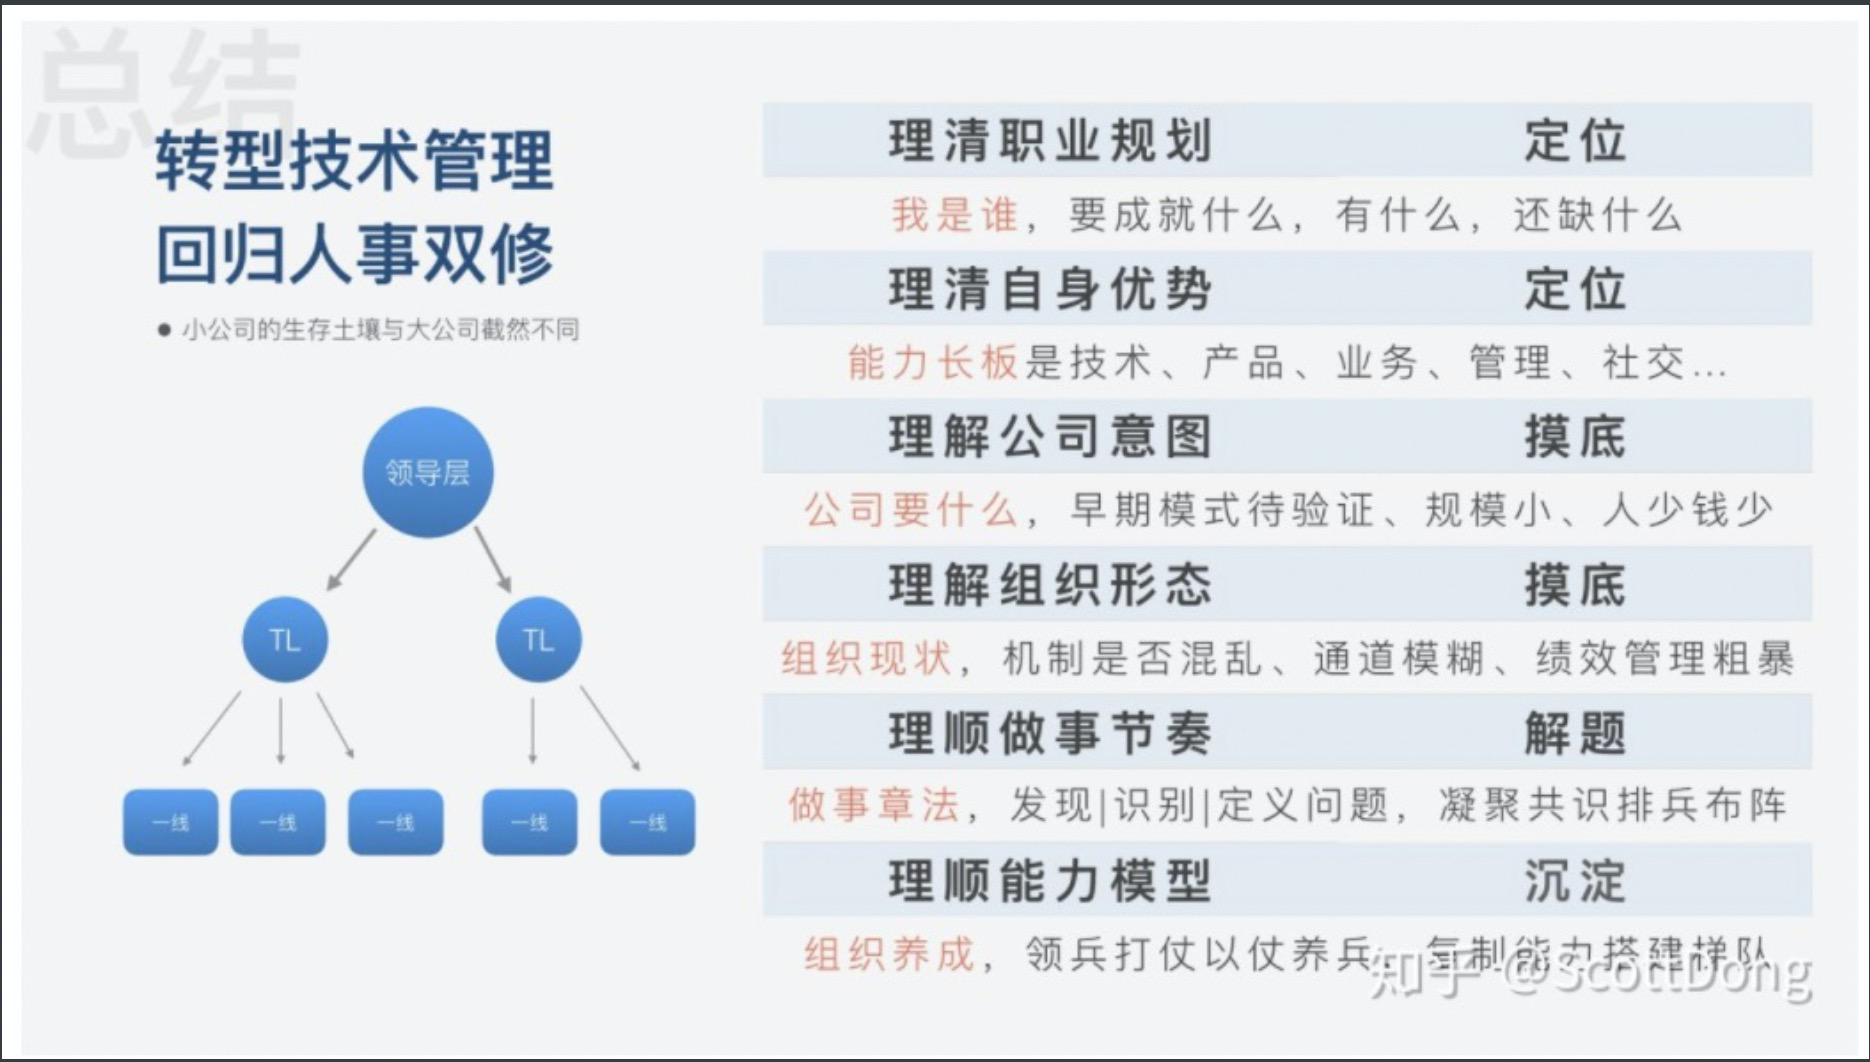 总结
转型技术管理
回归人事双修
● 小公司的生存土壤与大公司截然不同
领导层
TL TL
一线 一线 一线 一线 一线
理清职业规划 定位
我是谁，要成就什么，有什么，还缺什么
理清自身优势 定位
能力长板是技术、产品、业务、管理、社交...
理解公司意图 摸底
公司要什么，早期模式待验证、规模小、人少钱少
理解组织形态 摸底
组织现状，机制是否混乱、通道模糊、绩效管理粗暴
理顺做事节奏 解题
做事章法，发现|识别|定义问题，凝聚共识排兵布阵
理顺能力模型 沉淀
组织养成，领兵打仗以仗养兵，复制能力搭建梯队
知乎 @ScottDong